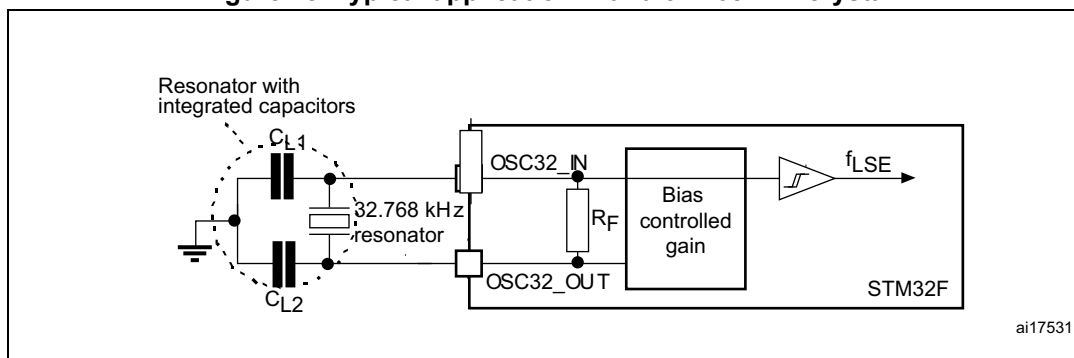 Resonator with
integrated capacitors
CL1
OSC32_IN
fLSE
32.768 kHz
resonator
RF
Bias
controlled
gain
OSC32_OUT
STM32F
CL2
ai17531